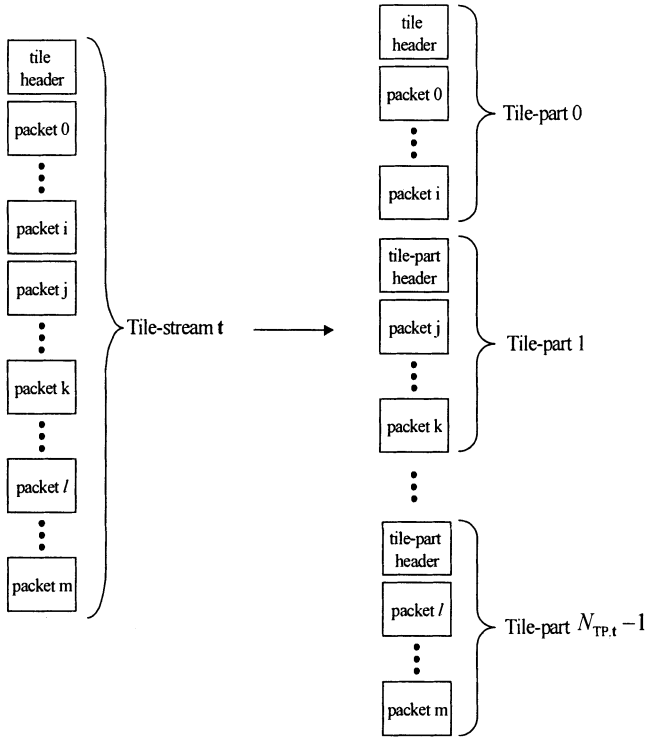 tile
header
packet 0
packet i
packet j
packet k
packet l
packet m
Tile-stream t
tile
header
packet 0
packet i
Tile-part 0
tile-part
header
packet j
packet k
Tile-part 1
tile-part
header
packet l
packet m
Tile-part N_TP,t −1